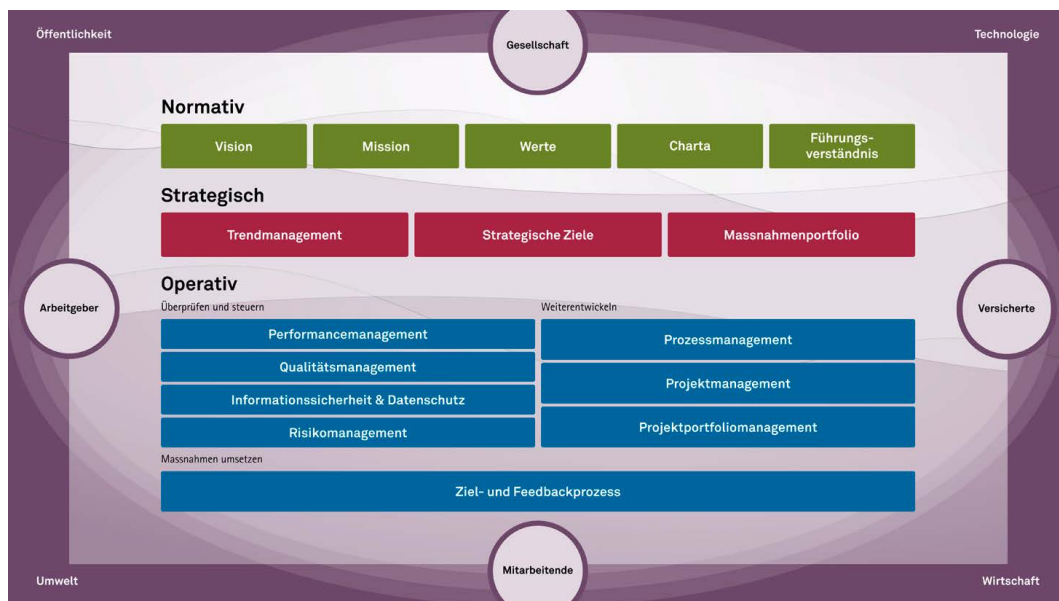 Öffentlichkeit
Gesellschaft
Technologie
Normativ
Vision
Mission
Werte
Charta
Führungs-
verständnis
Strategisch
Trendmanagement
Strategische Ziele
Massnahmenportfolio
Operativ
Arbeitgeber
Versicherte
Überprüfen und steuern
Weiterentwickeln
Performancemanagement
Qualitätsmanagement
Informationssicherheit & Datenschutz
Risikomanagement
Prozessmanagement
Projektmanagement
Projektportfoliomanagement
Massnahmen umsetzen
Ziel- und Feedbackprozess
Umwelt
Mitarbeitende
Wirtschaft